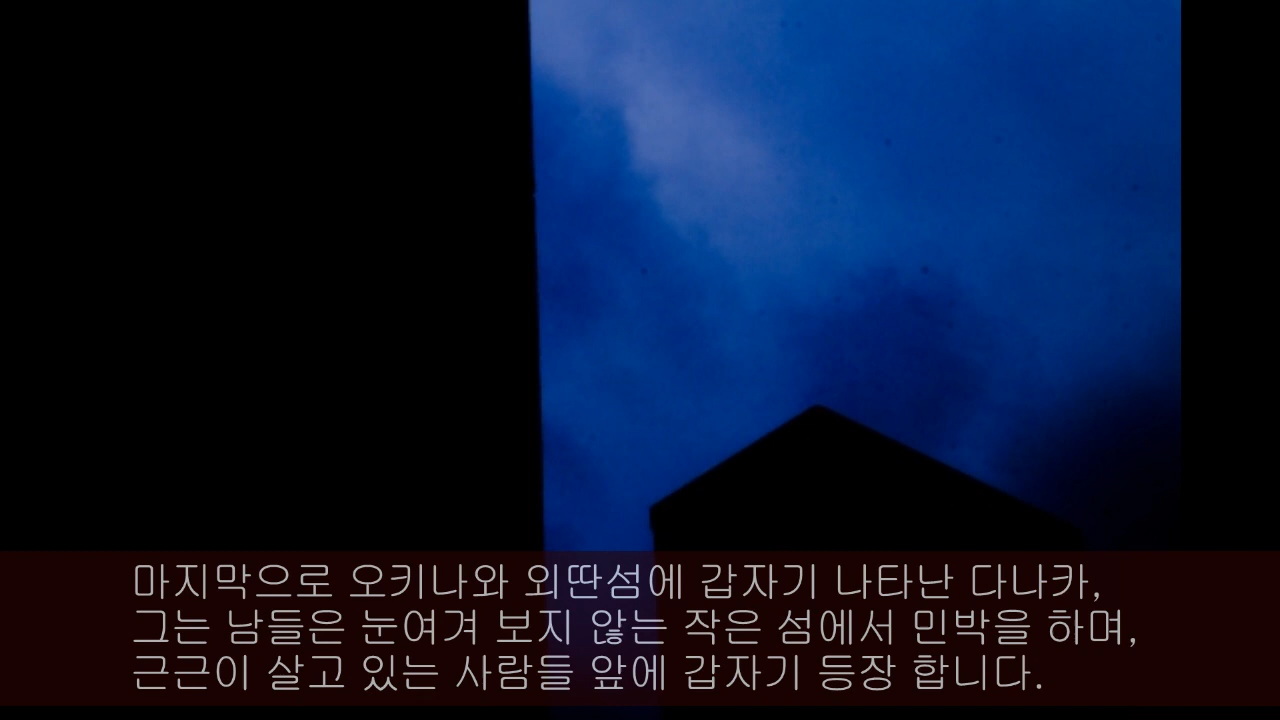 마지막으로 오키나와 외딴섬에 갑자기 나타난 다나카,
그는 남들은 눈여겨 보지 않는 작은 섬에서 민박을 하며,
근근이 살고 있는 사람들 앞에 갑자기 등장 합니다.